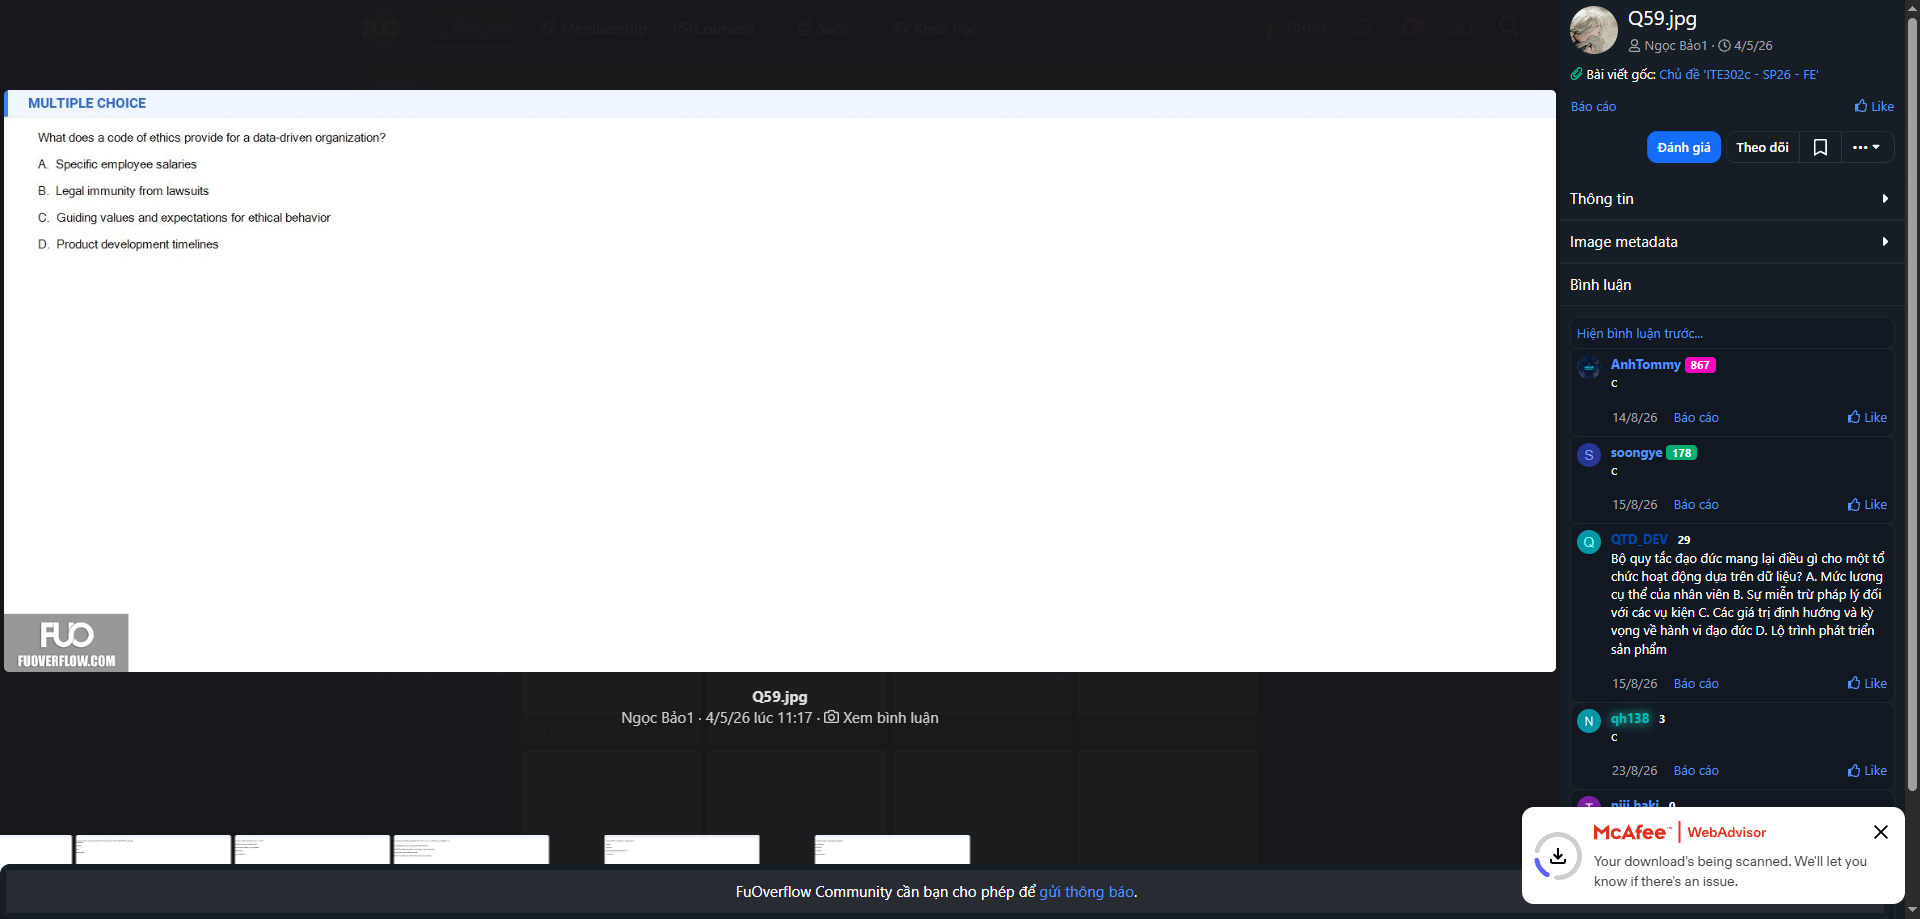 FUO
Membership
Coursera
Khoá học
Torest
MULTIPLE CHOICE
What does a code of ethics provide for a data-driven organization?
A. Specific employee salaries
B. Legal immunity from lawsuits
C. Guiding values and expectations for ethical behavior
D. Product development timelines
FUO
FUOVERFLOW.COM
Q59.jpg
Ngọc Bảo1 · 4/5/26 lúc 11:17 · Xem bình luận
Q59.jpg
Ngọc Bảo1 · 4/5/26
Bài viết gốc: Chủ đề 'ITE302c - SP26 - FE'
Báo cáo
Like
Đánh giá
Theo dõi
Thông tin
Image metadata
Bình luận
Hiện bình luận trước...
AnhTommy 867
c
14/8/26 Báo cáo Like
S
soongye 178
c
15/8/26 Báo cáo Like
Q
QTD_DEV 29
Bộ quy tắc đạo đức mang lại điều gì cho một tổ
chức hoạt động dựa trên dữ liệu? A. Mức lương
cụ thể của nhân viên B. Sự miễn trừ pháp lý đối
với các vụ kiện C. Các giá trị định hướng và kỳ
vọng về hành vi đạo đức D. Lộ trình phát triển
sản phẩm
15/8/26 Báo cáo Like
N
qh138 3
c
23/8/26 Báo cáo Like
McAfee™ | WebAdvisor
Your download's being scanned. We'll let you
know if there's an issue.
FuOverflow Community cần bạn cho phép để gửi thông báo.